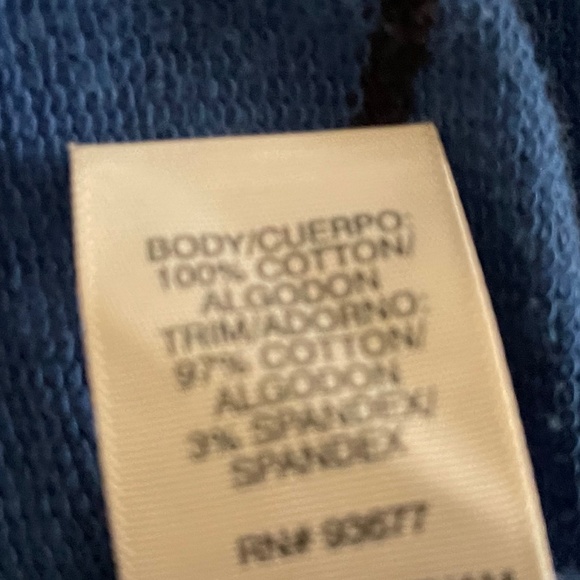 BODY/CUERPO:
100% COTTON/
ALGODON
TRIM/ADORNO:
97% COTTON/
ALGODON
3% SPANDEX/
SPANDEX
RN# 93677